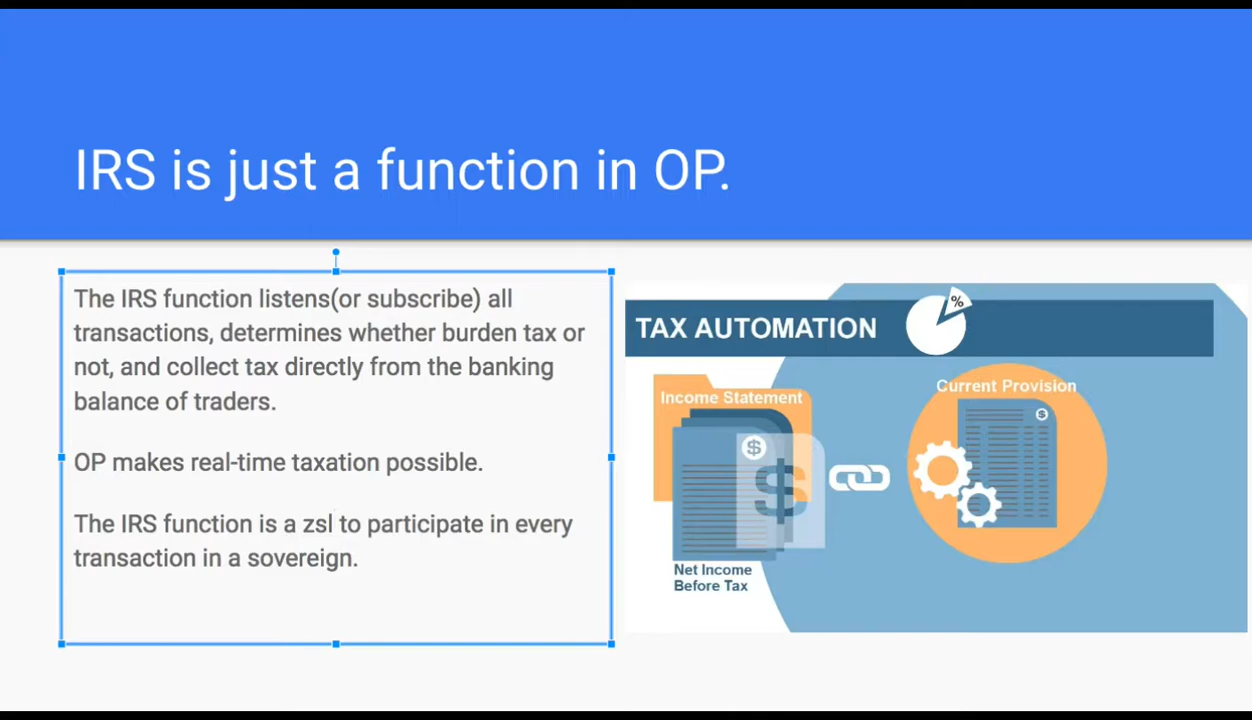 IRS is just a function in OP.
The IRS function listens(or subscribe) all
transactions, determines whether burden tax or
not, and collect tax directly from the banking
balance of traders.
OP makes real-time taxation possible.
The IRS function is a zsl to participate in every
transaction in a sovereign.
TAX AUTOMATION
%
Income Statement
$
$
Net Income
Before Tax
Current Provision
$